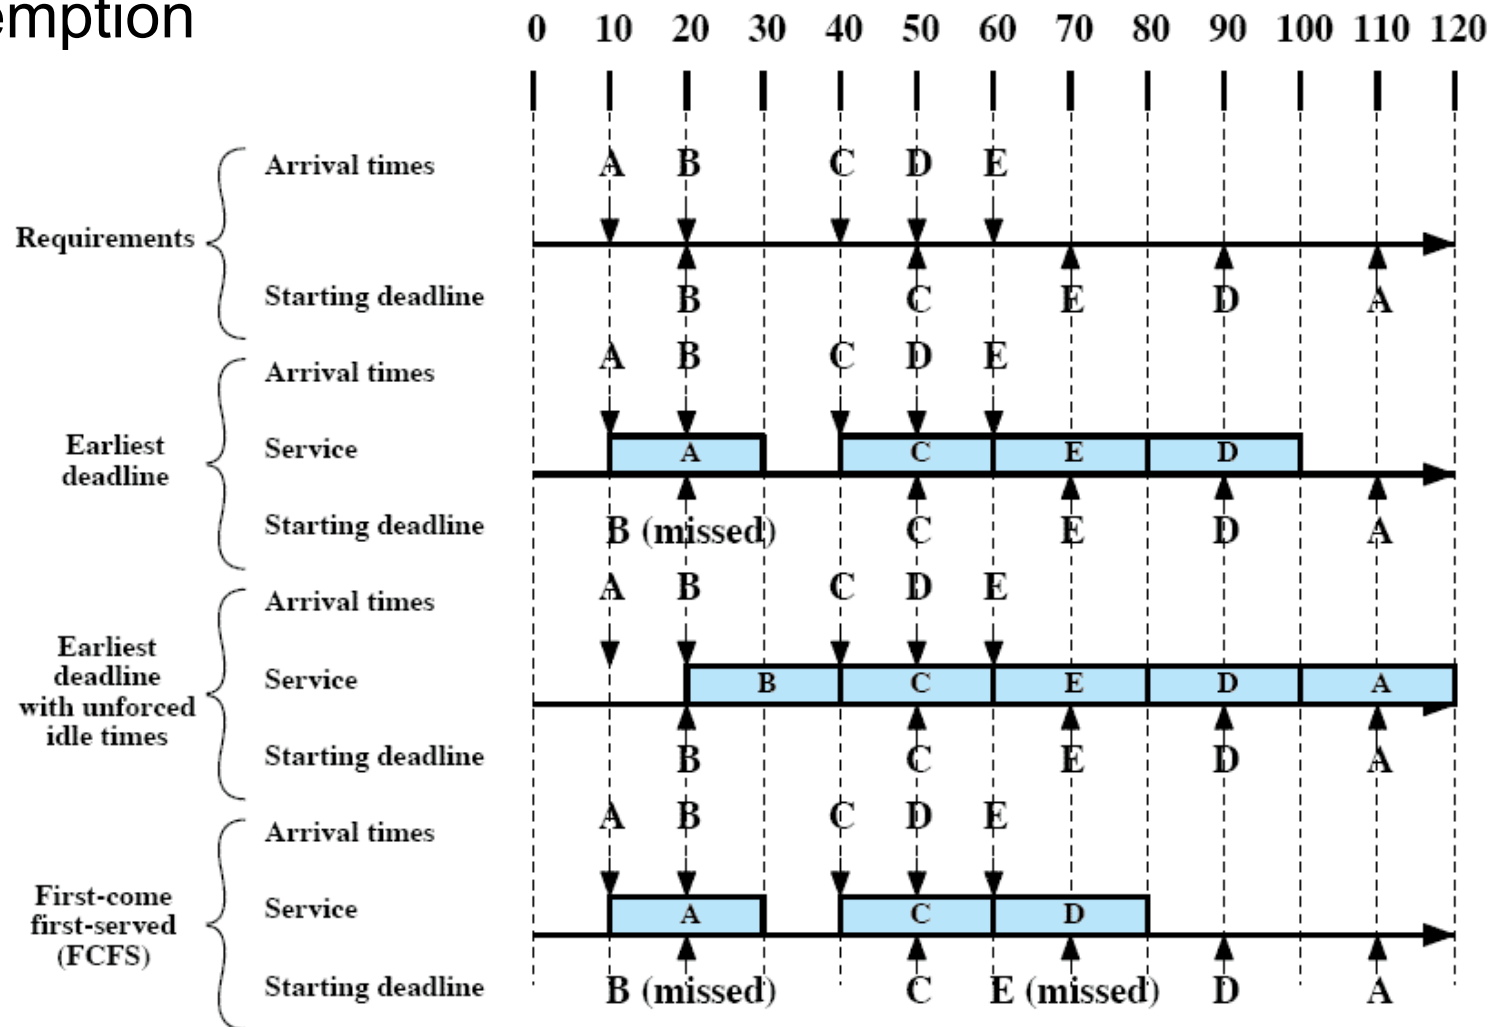 emption
0 10 20 30 40 50 60 70 80 90 100 110 120
Requirements
Arrival times A B C D E
Starting deadline B C E D A
Earliest
deadline
Arrival times A B C D E
Service A C E D
Starting deadline B (missed) C E D A
Earliest
deadline
with unforced
idle times
Arrival times A B C D E
Service B C E D A
Starting deadline B C E D A
First-come
first-served
(FCFS)
Arrival times A B C D E
Service A C D
Starting deadline B (missed) C E (missed) D A